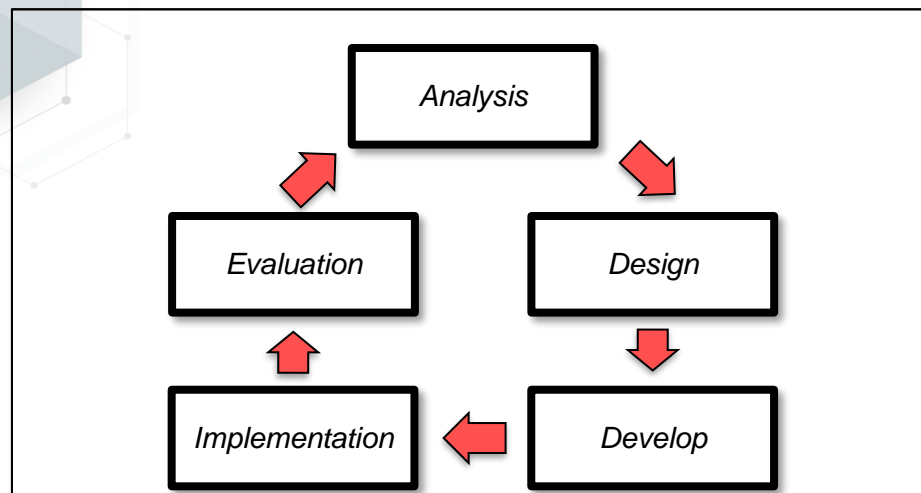 Analysis
Evaluation
Design
Implementation
Develop